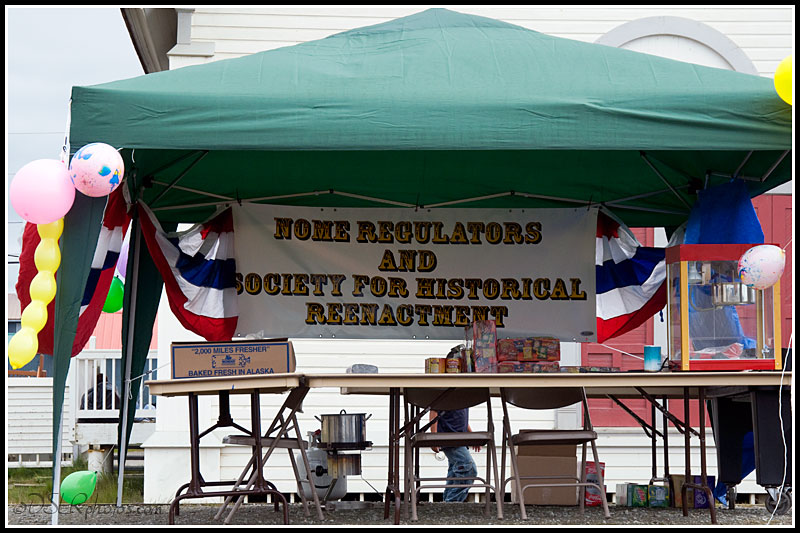 NOME REGULATORS
AND
SOCIETY FOR HISTORICAL
REENACTMENT
"2,000 MILES FRESHER"
BAKED FRESH IN ALASKA